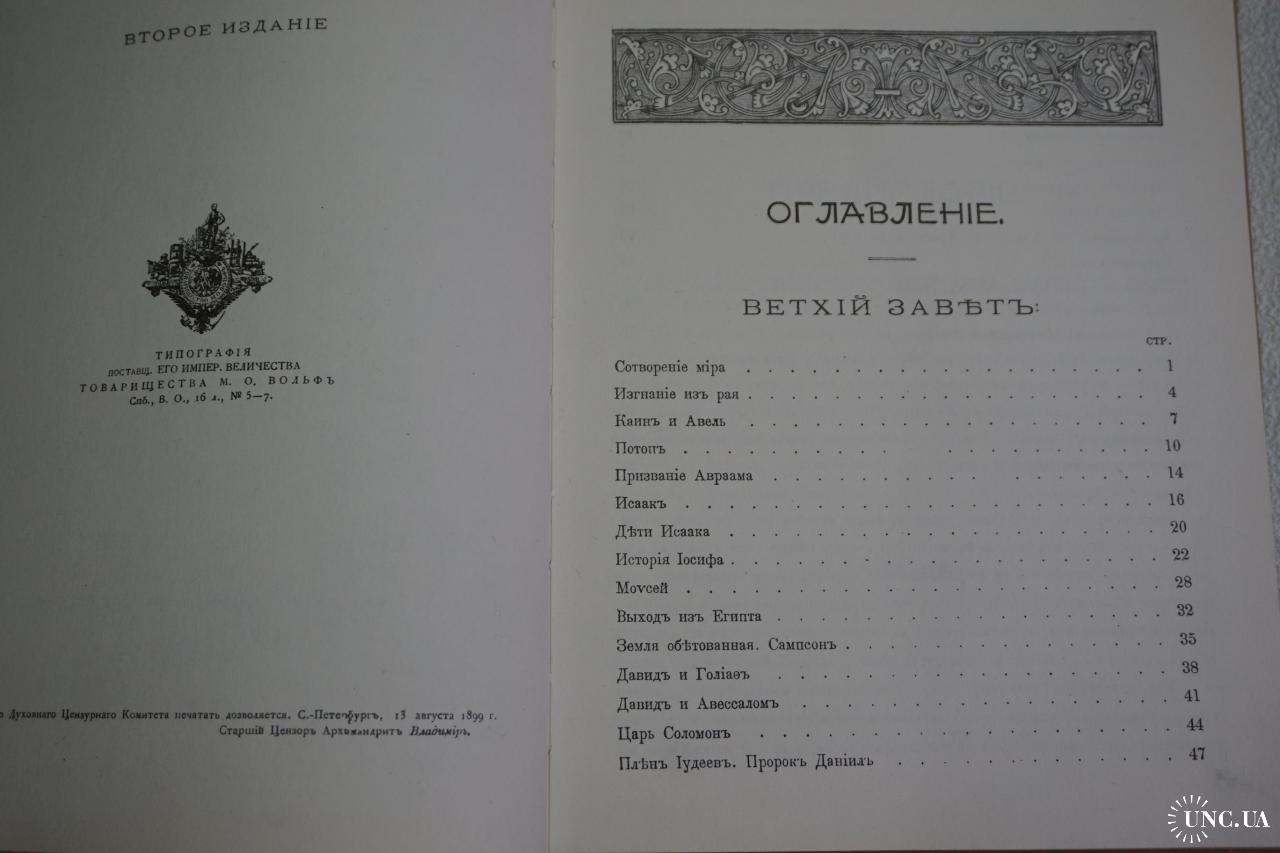 ВТОРОЕ ИЗДАНІЕ
ТИПОГРАФІЯ
ПОСТАВЩ. ЕГО ИМПЕР. ВЕЛИЧЕСТВА
ТОВАРИЩЕСТВА М. О. ВОЛЬФЪ
Спб., В. О., 16 л., № 5—7.
Духовнаго Цензурнаго Комитета печатать дозволяется. С.-Петербургъ, 13 августа 1899 г.
Старшій Цензоръ Архимандритъ Владиміръ.
ОГЛАВЛЕНІЕ.
ВЕТХІЙ ЗАВѢТЪ:
СТР.
Сотвореніе міра . . . . . . . . . . . . . . . . . . . . 1
Изгнаніе изъ рая . . . . . . . . . . . . . . . . . . . . 4
Каинъ и Авель . . . . . . . . . . . . . . . . . . . . 7
Потопъ . . . . . . . . . . . . . . . . . . . . 10
Призваніе Авраама . . . . . . . . . . . . . . . . . . 14
Исаакъ . . . . . . . . . . . . . . . . . . . . 16
Дѣти Исаака . . . . . . . . . . . . . . . . . . . . 20
Исторія Іосифа . . . . . . . . . . . . . . . . . . . . 22
Моѵсей . . . . . . . . . . . . . . . . . . . . 28
Выходъ изъ Египта . . . . . . . . . . . . . . . . . . 32
Земля обѣтованная. Сампсонъ . . . . . . . . . . . . . . 35
Давидъ и Голіаѳъ . . . . . . . . . . . . . . . . . . 38
Давидъ и Авессаломъ . . . . . . . . . . . . . . . . . 41
Царь Соломонъ . . . . . . . . . . . . . . . . . . 44
Плѣнъ Іудеевъ. Пророкъ Даніилъ . . . . . . . . . . . . . 47
UNC.UA